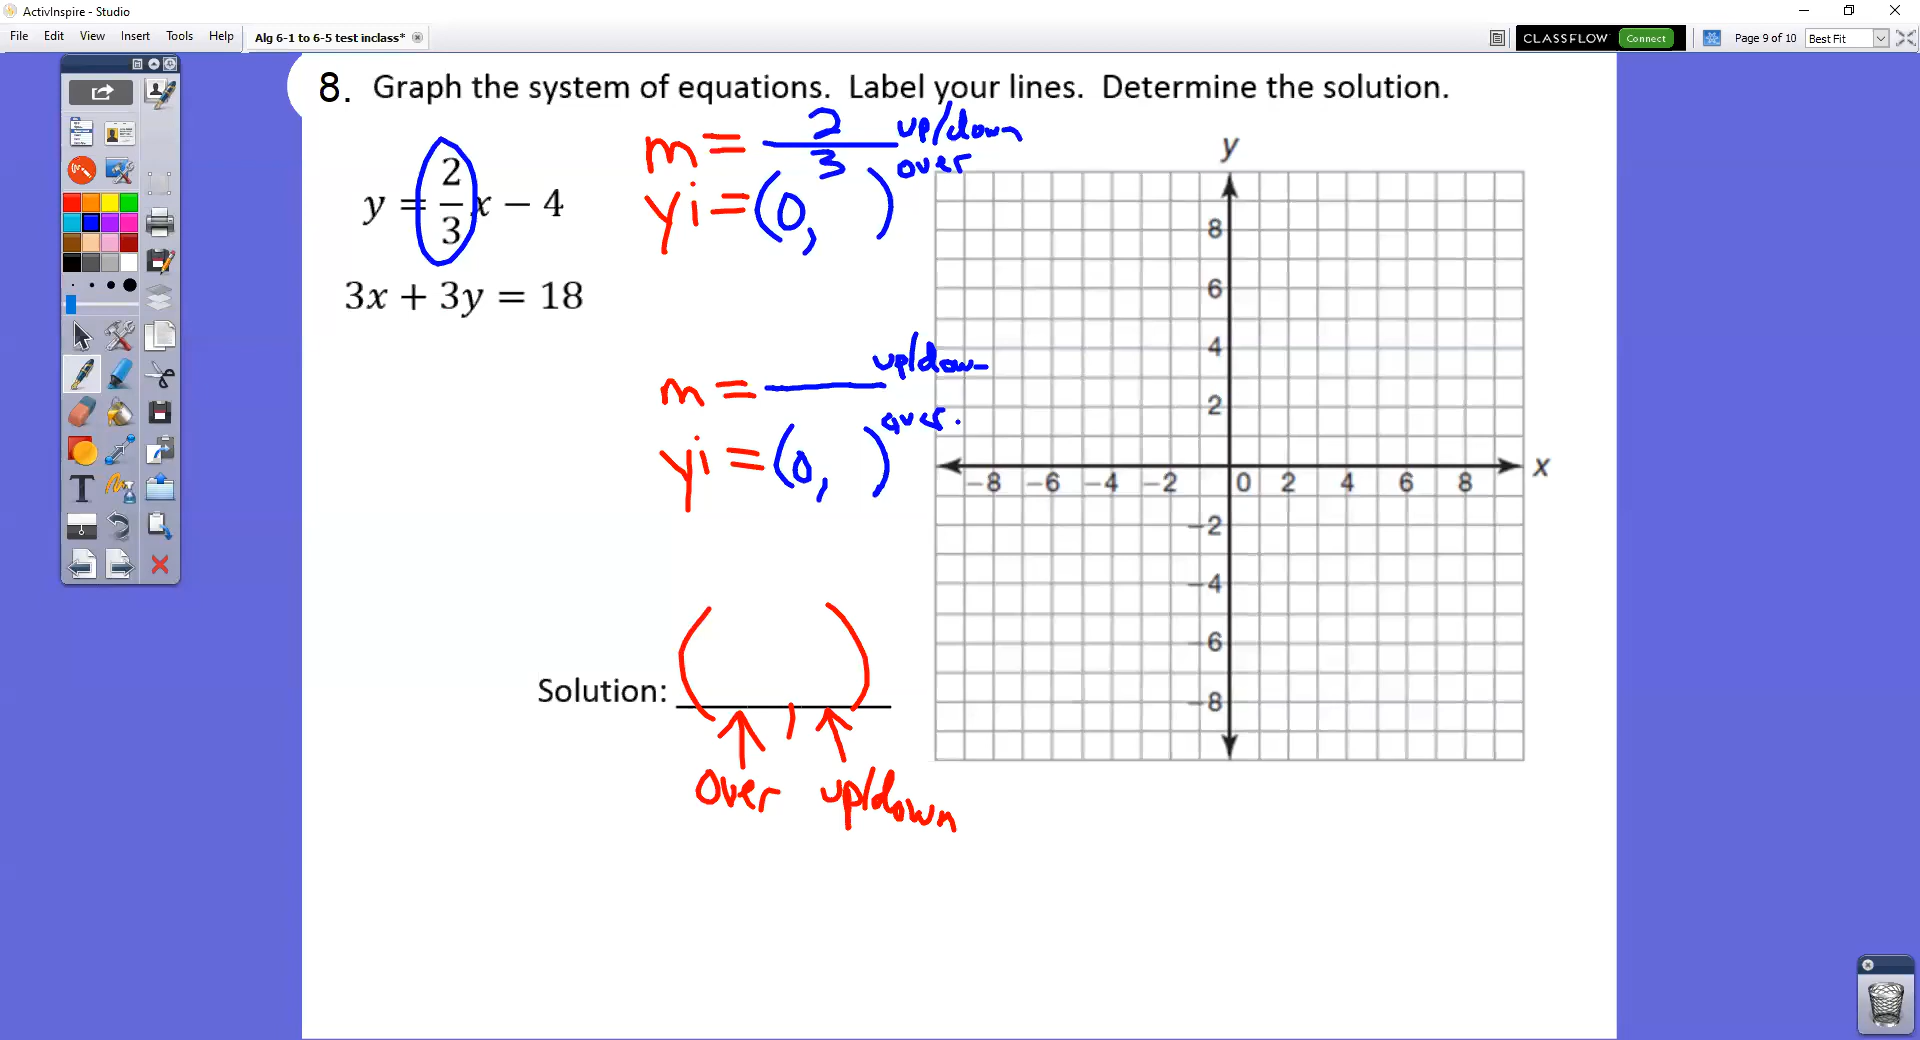 ActivInspire - Studio
File Edit View Insert Tools Help Alg 6-1 to 6-5 test inclass*
CLASSFLOW Connect Page 9 of 10 Best Fit
8. Graph the system of equations. Label your lines. Determine the solution.
y = 2/3 x − 4
m = 2/3 up/down over
yi = (0, )
3x + 3y = 18
m = up/down over.
yi = (0, )
y
8
6
4
2
x
−8 −6 −4 −2 0 2 4 6 8
−2
−4
−6
−8
Solution: ( , )
over up/down
T